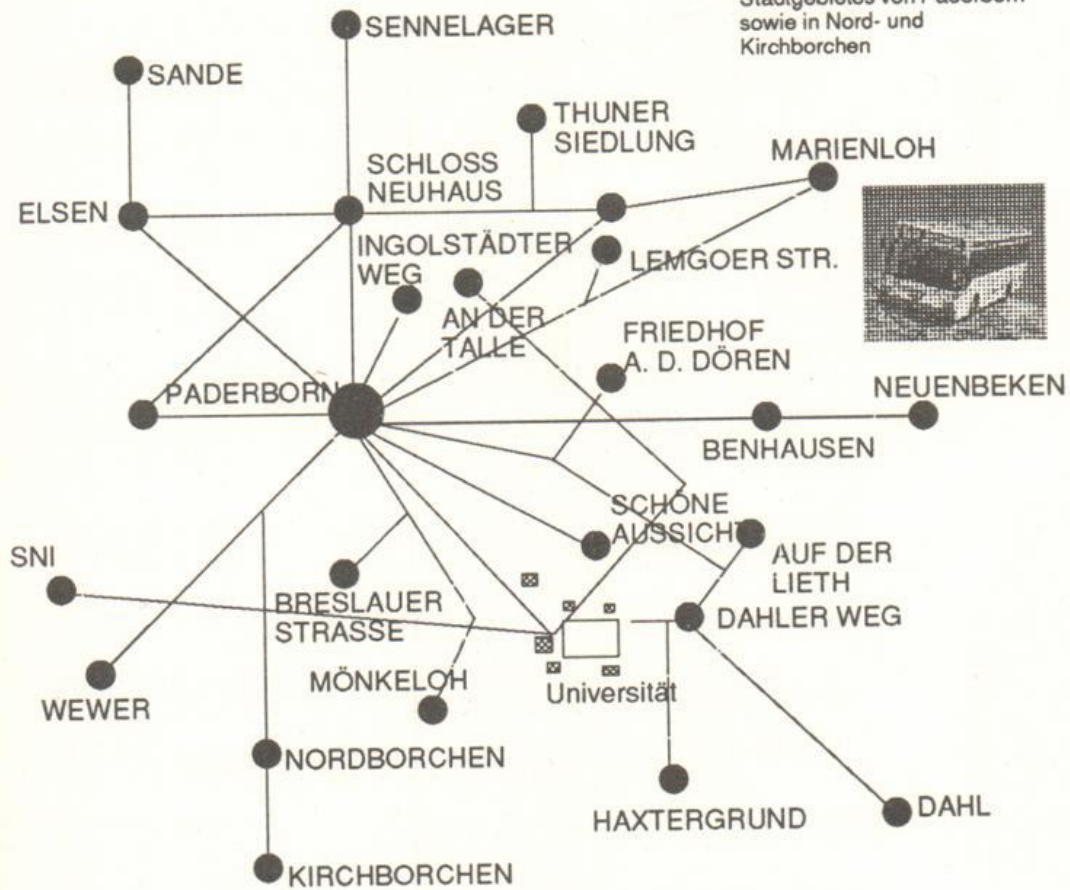 sowie in Nord- und
Kirchborchen
SENNELAGER
SANDE
THUNER
SIEDLUNG
MARIENLOH
SCHLOSS
NEUHAUS
ELSEN
INGOLSTÄDTER
WEG
LEMGOER STR.
AN DER
TALLE
FRIEDHOF
A. D. DÖREN
PADERBORN
NEUENBEKEN
BENHAUSEN
SCHÖNE
AUSSICHT
SNI
AUF DER
LIETH
BRESLAUER
STRASSE
DAHLER WEG
MÖNKELOH
Universität
WEWER
NORDBORCHEN
HAXTERGRUND
DAHL
KIRCHBORCHEN